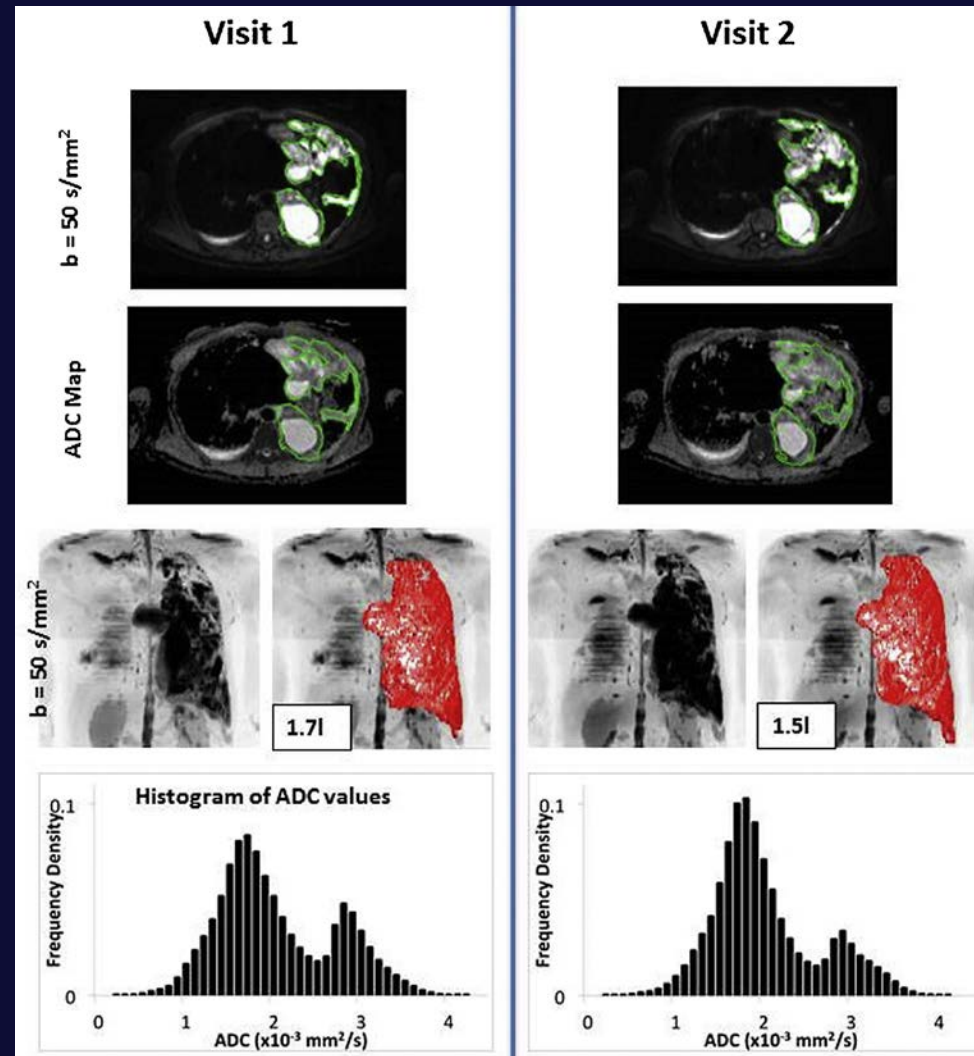 Visit 1
Visit 2
b = 50 s/mm²
ADC Map
b = 50 s/mm²
1.7l
1.5l
Histogram of ADC values
Frequency Density
0.1
0
0 1 2 3 4
ADC (x10⁻³ mm²/s)
Frequency Density
0.1
0
0 1 2 3 4
ADC (x10⁻³ mm²/s)